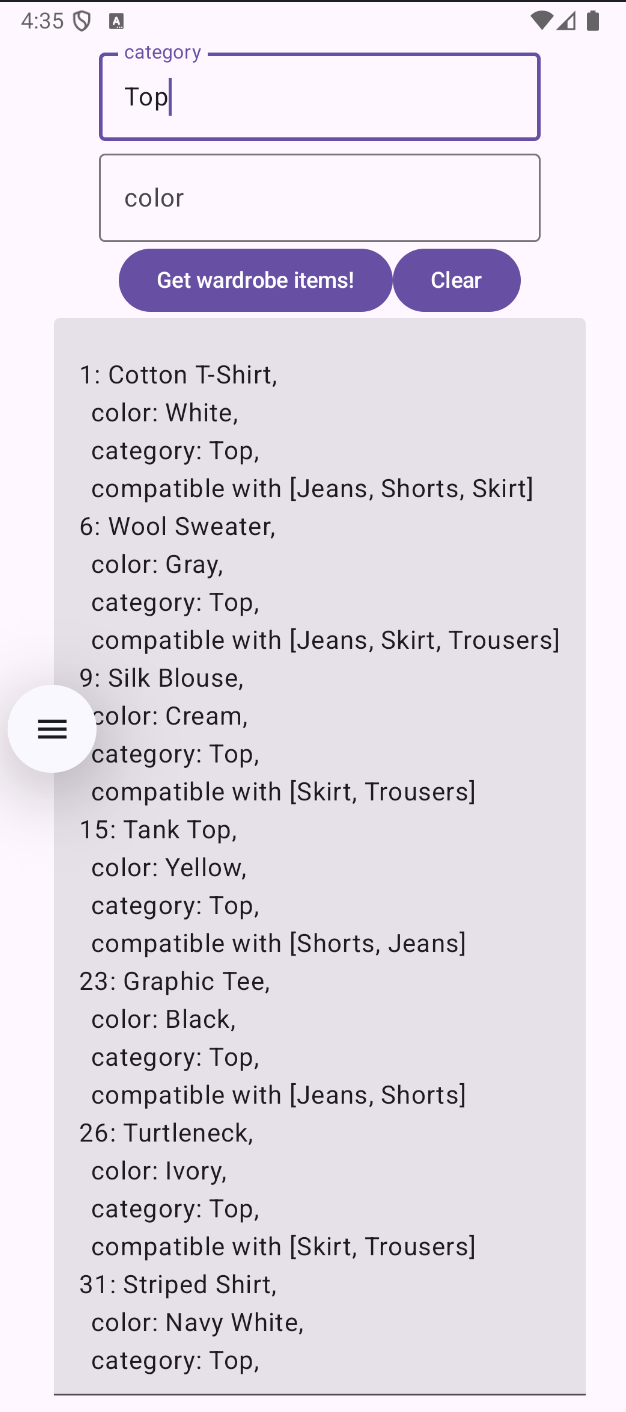 4:35
category
Top
color
Get wardrobe items! Clear
1: Cotton T-Shirt,
color: White,
category: Top,
compatible with [Jeans, Shorts, Skirt]
6: Wool Sweater,
color: Gray,
category: Top,
compatible with [Jeans, Skirt, Trousers]
9: Silk Blouse,
color: Cream,
category: Top,
compatible with [Skirt, Trousers]
15: Tank Top,
color: Yellow,
category: Top,
compatible with [Shorts, Jeans]
23: Graphic Tee,
color: Black,
category: Top,
compatible with [Jeans, Shorts]
26: Turtleneck,
color: Ivory,
category: Top,
compatible with [Skirt, Trousers]
31: Striped Shirt,
color: Navy White,
category: Top,